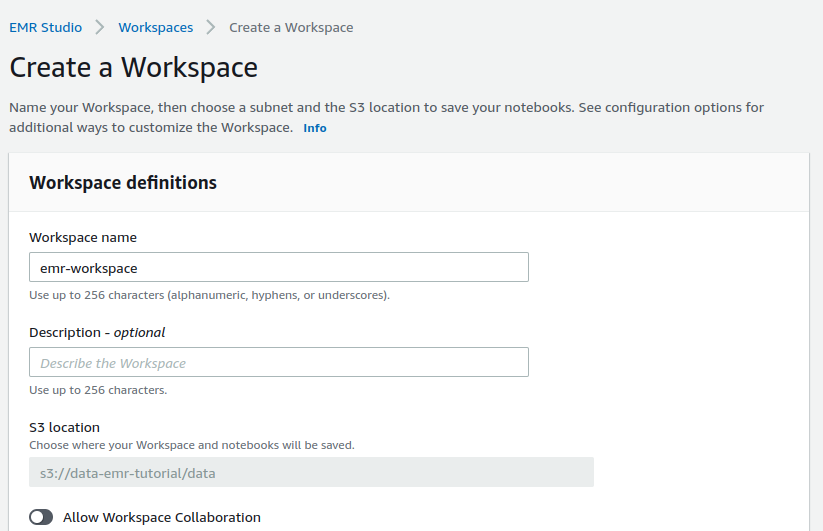 EMR Studio > Workspaces > Create a Workspace
Create a Workspace
Name your Workspace, then choose a subnet and the S3 location to save your notebooks. See configuration options for
additional ways to customize the Workspace. Info
Workspace definitions
Workspace name
emr-workspace
Use up to 256 characters (alphanumeric, hyphens, or underscores).
Description - optional
Describe the Workspace
Use up to 256 characters.
S3 location
Choose where your Workspace and notebooks will be saved.
s3://data-emr-tutorial/data
Allow Workspace Collaboration